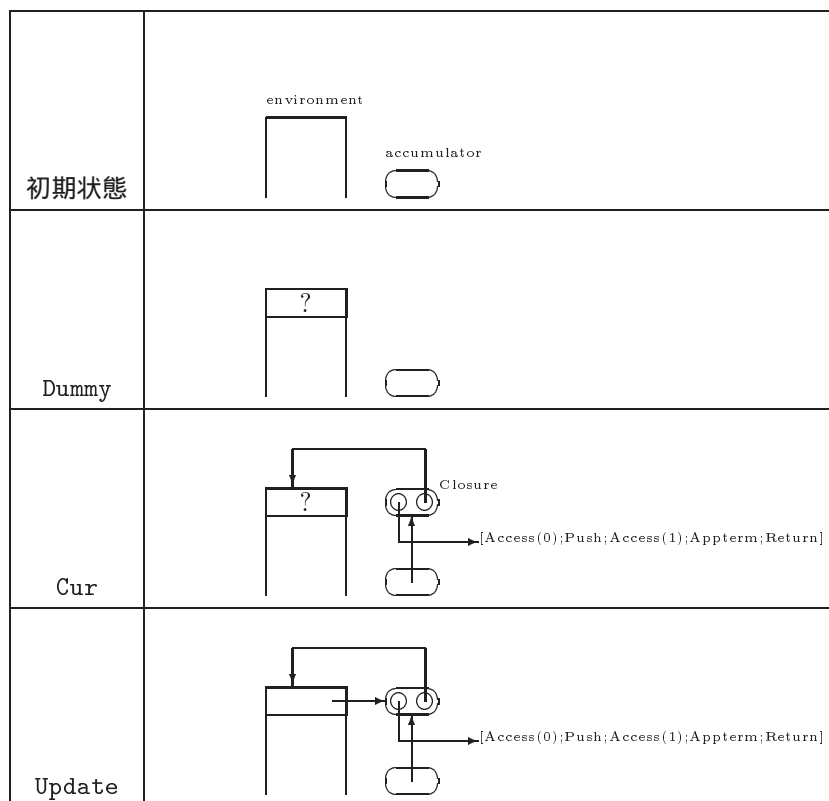 environment
accumulator
初期状態
?
Dummy
Closure
?
[Access(0);Push;Access(1);Appterm;Return]
Cur
[Access(0);Push;Access(1);Appterm;Return]
Update